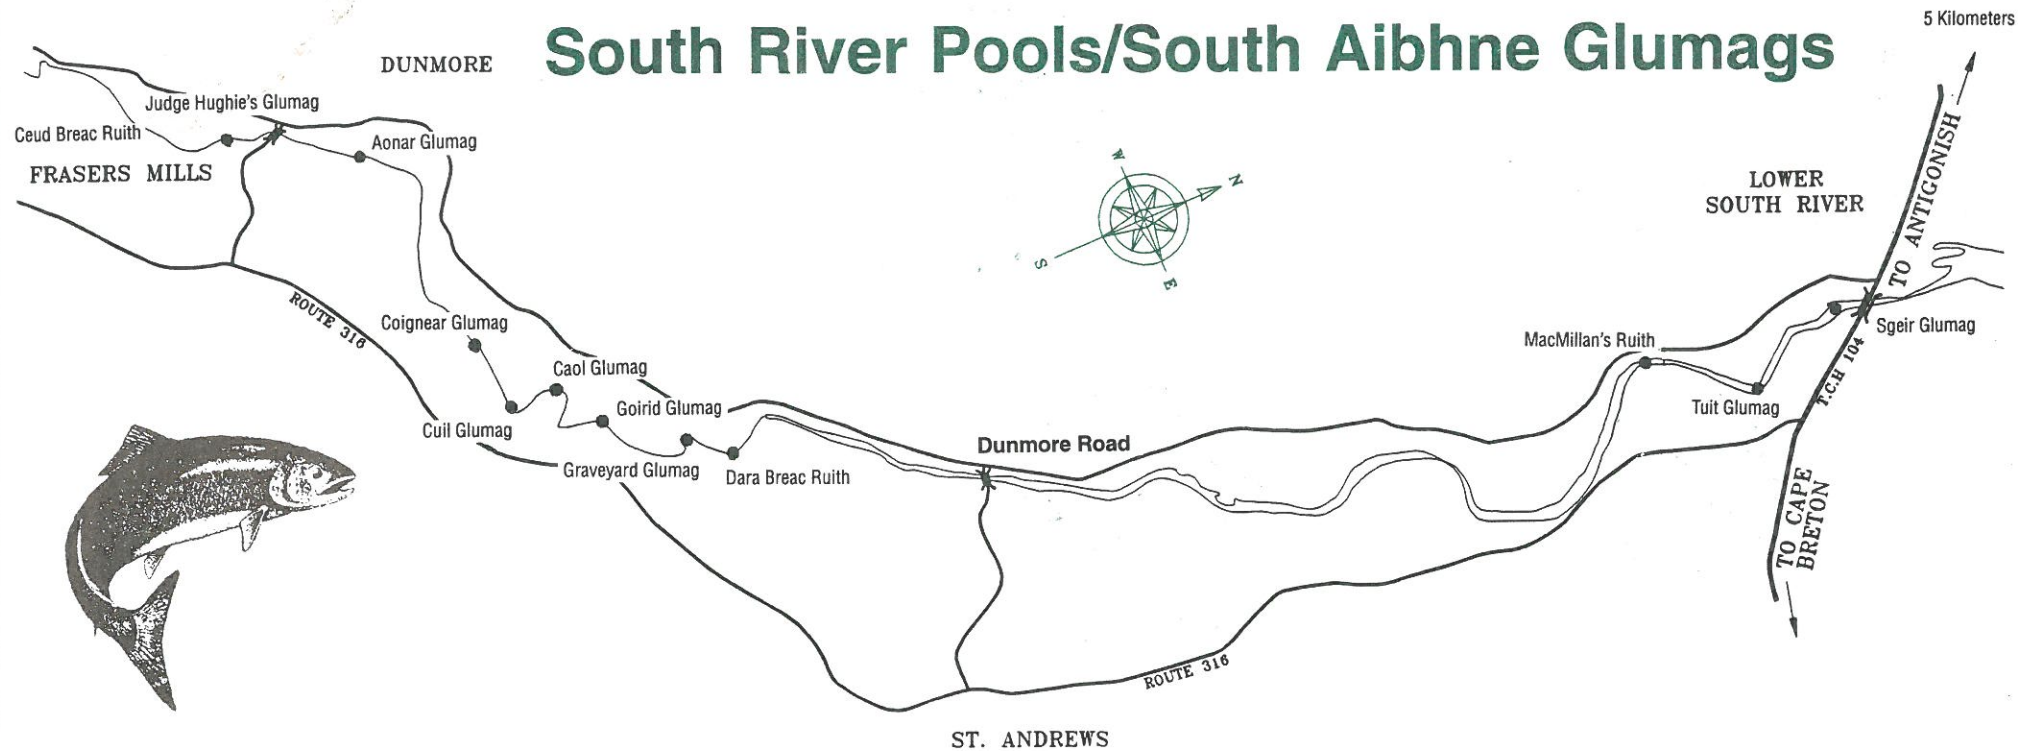 South River Pools/South Aibhne Glumags
5 Kilometers
DUNMORE
Judge Hughie's Glumag
Ceud Breac Ruith
Aonar Glumag
FRASERS MILLS
W
N
S
E
LOWER
SOUTH RIVER
TO ANTIGONISH
ROUTE 316
Coignear Glumag
Sgeir Glumag
MacMillan's Ruith
T.C.H 104
Caol Glumag
Goirid Glumag
Tuit Glumag
Cuil Glumag
Dunmore Road
Graveyard Glumag
Dara Breac Ruith
TO CAPE
BRETON
ROUTE 316
ST. ANDREWS